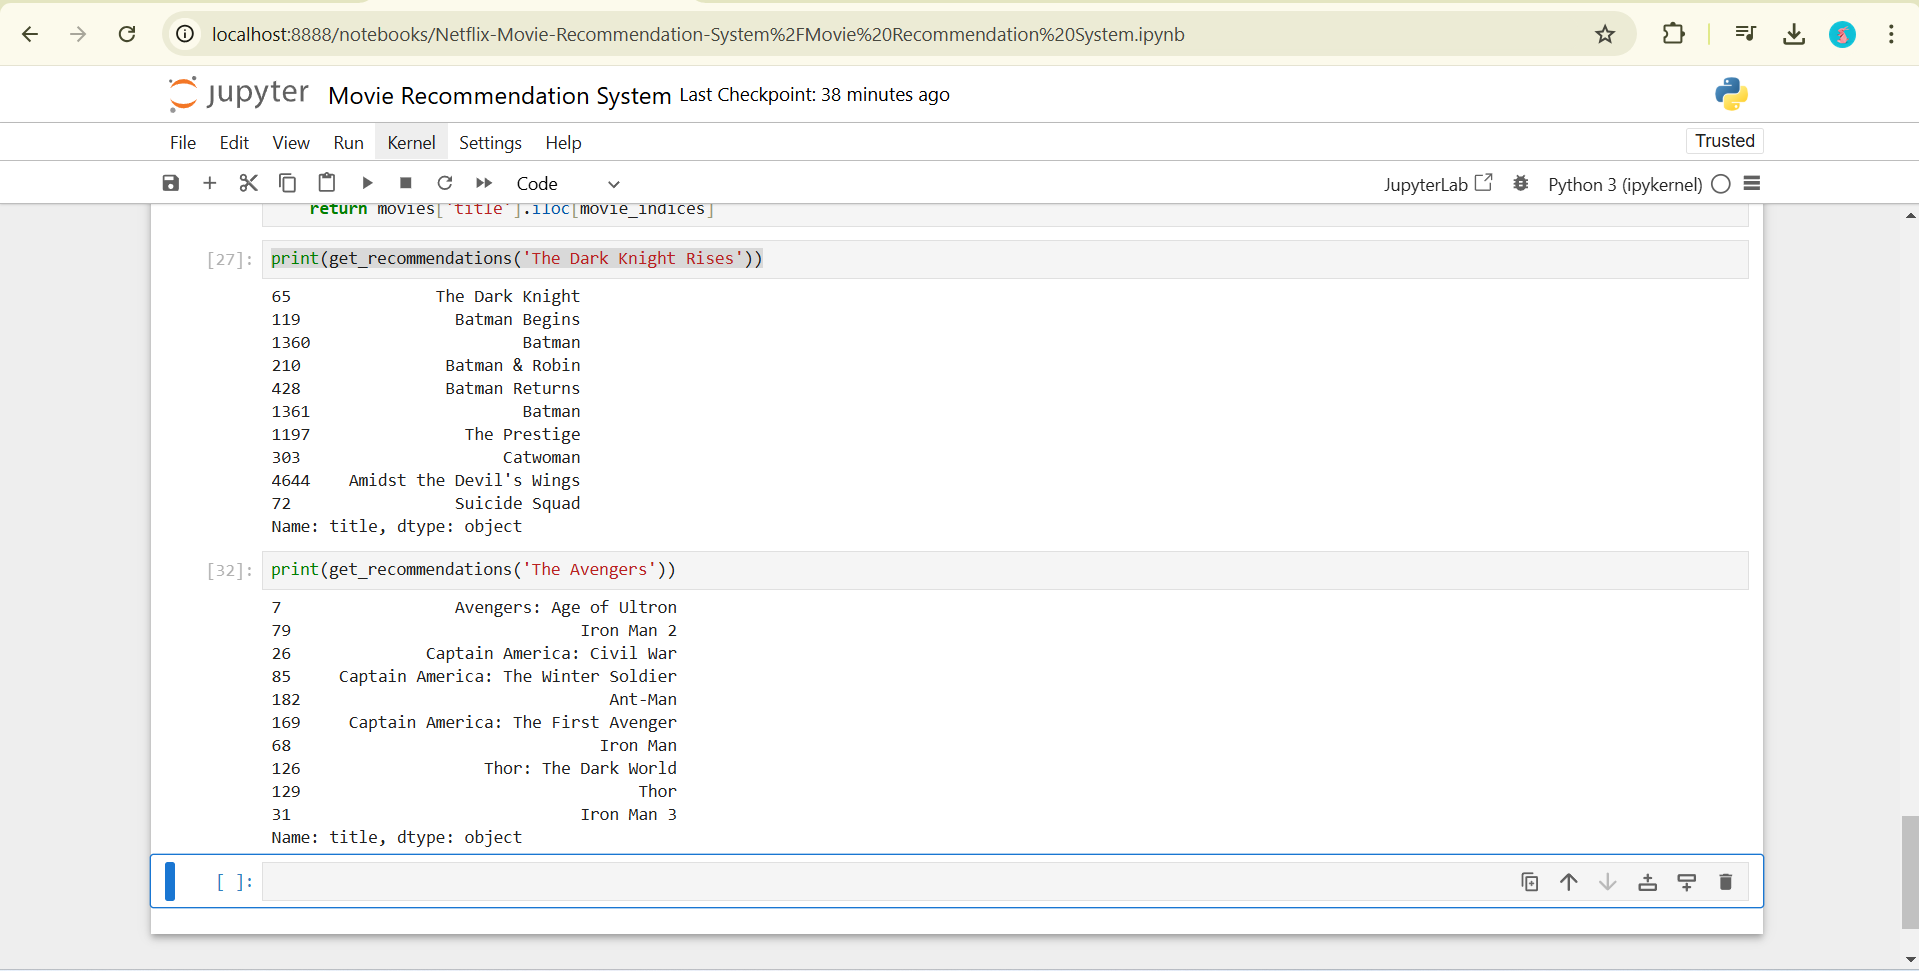 localhost:8888/notebooks/Netflix-Movie-Recommendation-System%2FMovie%20Recommendation%20System.ipynb
jupyter Movie Recommendation System Last Checkpoint: 38 minutes ago
File Edit View Run Kernel Settings Help Trusted
Code JupyterLab Python 3 (ipykernel)
return movies['title'].iloc[movie_indices]
[27]: print(get_recommendations('The Dark Knight Rises'))
65 The Dark Knight
119 Batman Begins
1360 Batman
210 Batman & Robin
428 Batman Returns
1361 Batman
1197 The Prestige
303 Catwoman
4644 Amidst the Devil's Wings
72 Suicide Squad
Name: title, dtype: object
[32]: print(get_recommendations('The Avengers'))
7 Avengers: Age of Ultron
79 Iron Man 2
26 Captain America: Civil War
85 Captain America: The Winter Soldier
182 Ant-Man
169 Captain America: The First Avenger
68 Iron Man
126 Thor: The Dark World
129 Thor
31 Iron Man 3
Name: title, dtype: object
[ ]: